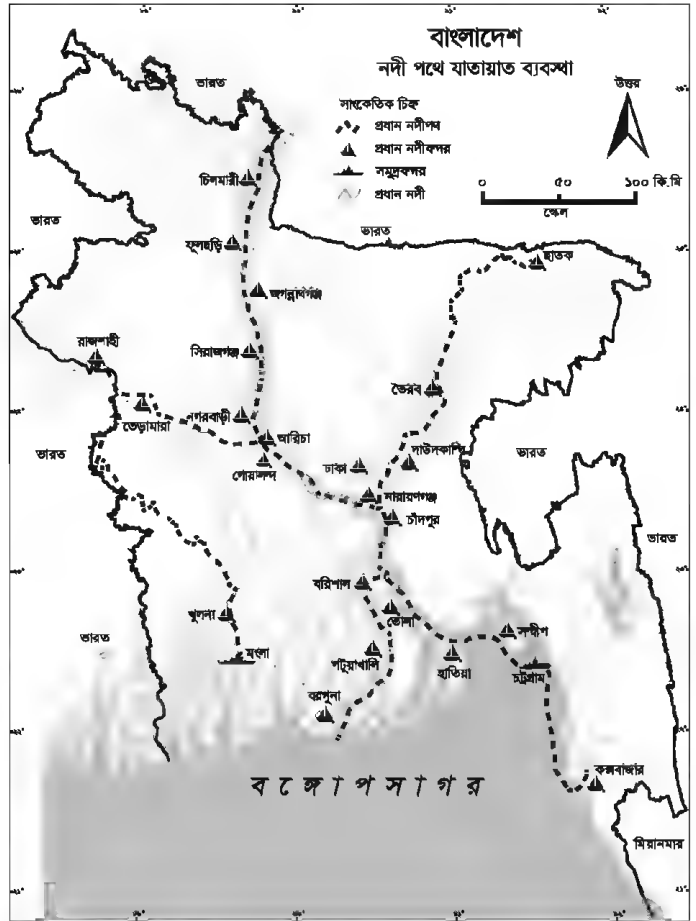 বাংলাদেশ
নদী পথে যাতায়াত ব্যবস্থা
সাংকেতিক চিহ্ন
প্রধান নদীপথ
প্রধান নদীবন্দর
সমুদ্রবন্দর
প্রধান নদী
উত্তর
০ ৫০ ১০০ কি.মি
স্কেল
ভারত
চিলমারী
ভারত
ভারত
ফুলছড়ি
ছাতক
জগন্নাথগঞ্জ
রাজশাহী
সিরাজগঞ্জ
ভৈরব
ভেড়ামারা
নগরবাড়ী
আরিচা
ভারত
গোয়ালন্দ
ঢাকা
দাউদকান্দি
ভারত
নারায়ণগঞ্জ
চাঁদপুর
ভারত
বরিশাল
ভোলা
খুলনা
সন্দ্বীপ
ভারত
মংলা
পটুয়াখালি
হাতিয়া
চট্টগ্রাম
বরগুনা
কক্সবাজার
বঙ্গোপসাগর
মিয়ানমার